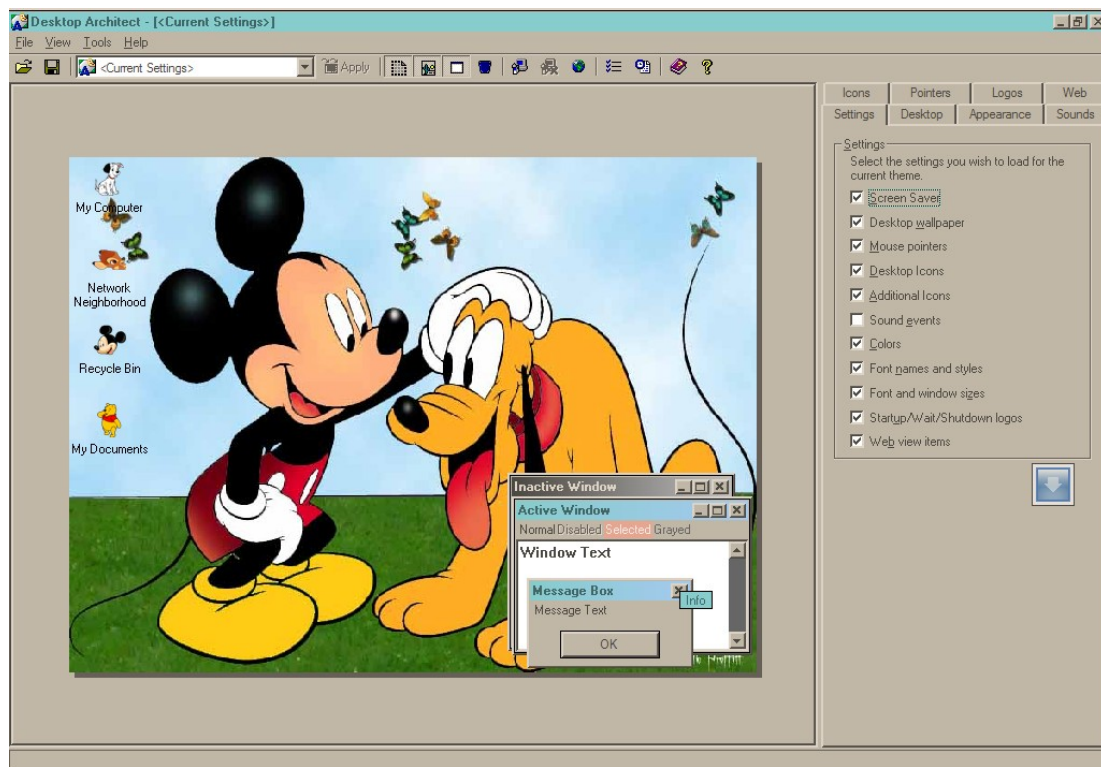 Desktop Architect - [<Current Settings>]
File View Tools Help
<Current Settings>
Apply
Icons Pointers Logos Web
Settings Desktop Appearance Sounds
Settings
Select the settings you wish to load for the
current theme.
Screen Saver
Desktop wallpaper
Mouse pointers
Desktop Icons
Additional Icons
Sound events
Colors
Font names and styles
Font and window sizes
Startup/Wait/Shutdown logos
Web view items
My Computer
Network
Neighborhood
Recycle Bin
My Documents
Inactive Window
Active Window
Normal Disabled Selected Grayed
Window Text
Message Box
Info
Message Text
OK